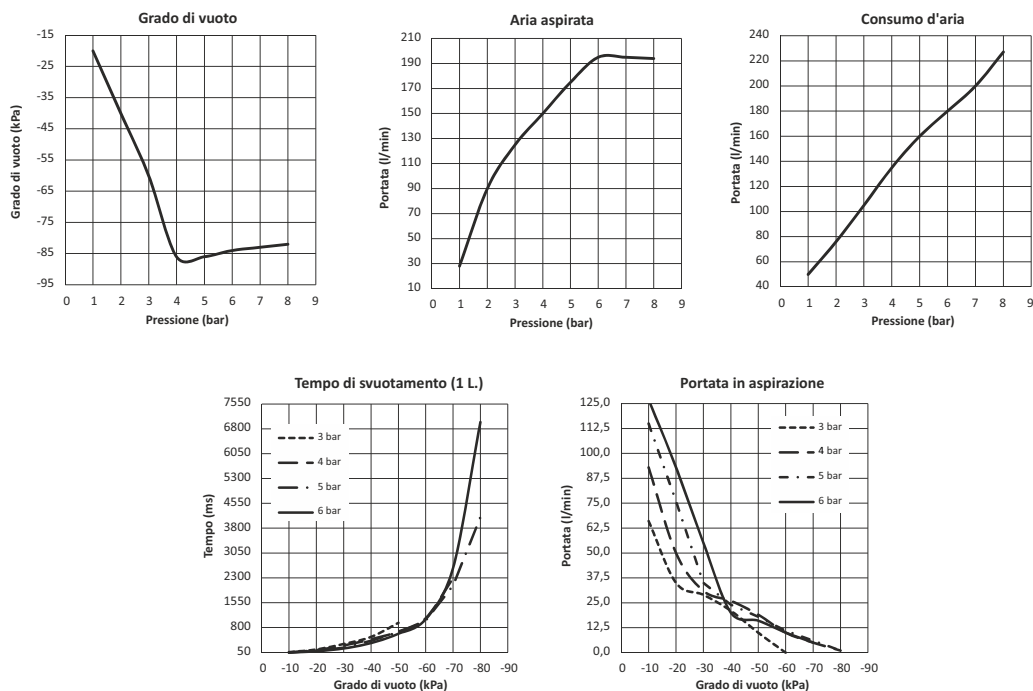 Grado di vuoto
-15
-25
-35
-45
-55
-65
-75
-85
-95
Grado di vuoto (kPa)
0 1 2 3 4 5 6 7 8 9
Pressione (bar)
Aria aspirata
210
190
170
150
130
110
90
70
50
30
10
Portata (l/min)
0 1 2 3 4 5 6 7 8 9
Pressione (bar)
Consumo d'aria
240
220
200
180
160
140
120
100
80
60
40
Portata (l/min)
0 1 2 3 4 5 6 7 8 9
Pressione (bar)
Tempo di svuotamento (1 L.)
7550
6800
7050
5300
4550
3800
3050
2300
1550
800
50
Tempo (ms)
3 bar
4 bar
5 bar
6 bar
0 -10 -20 -30 -40 -50 -60 -70 -80 -90
Grado di vuoto (kPa)
Portata in aspirazione
125,0
112,5
100,0
87,5
75,0
62,5
50,0
37,5
25,0
12,5
0,0
Portata (l/min)
3 bar
4 bar
5 bar
6 bar
0 -10 -20 -30 -40 -50 -60 -70 -80 -90
Grado di vuoto (kPa)